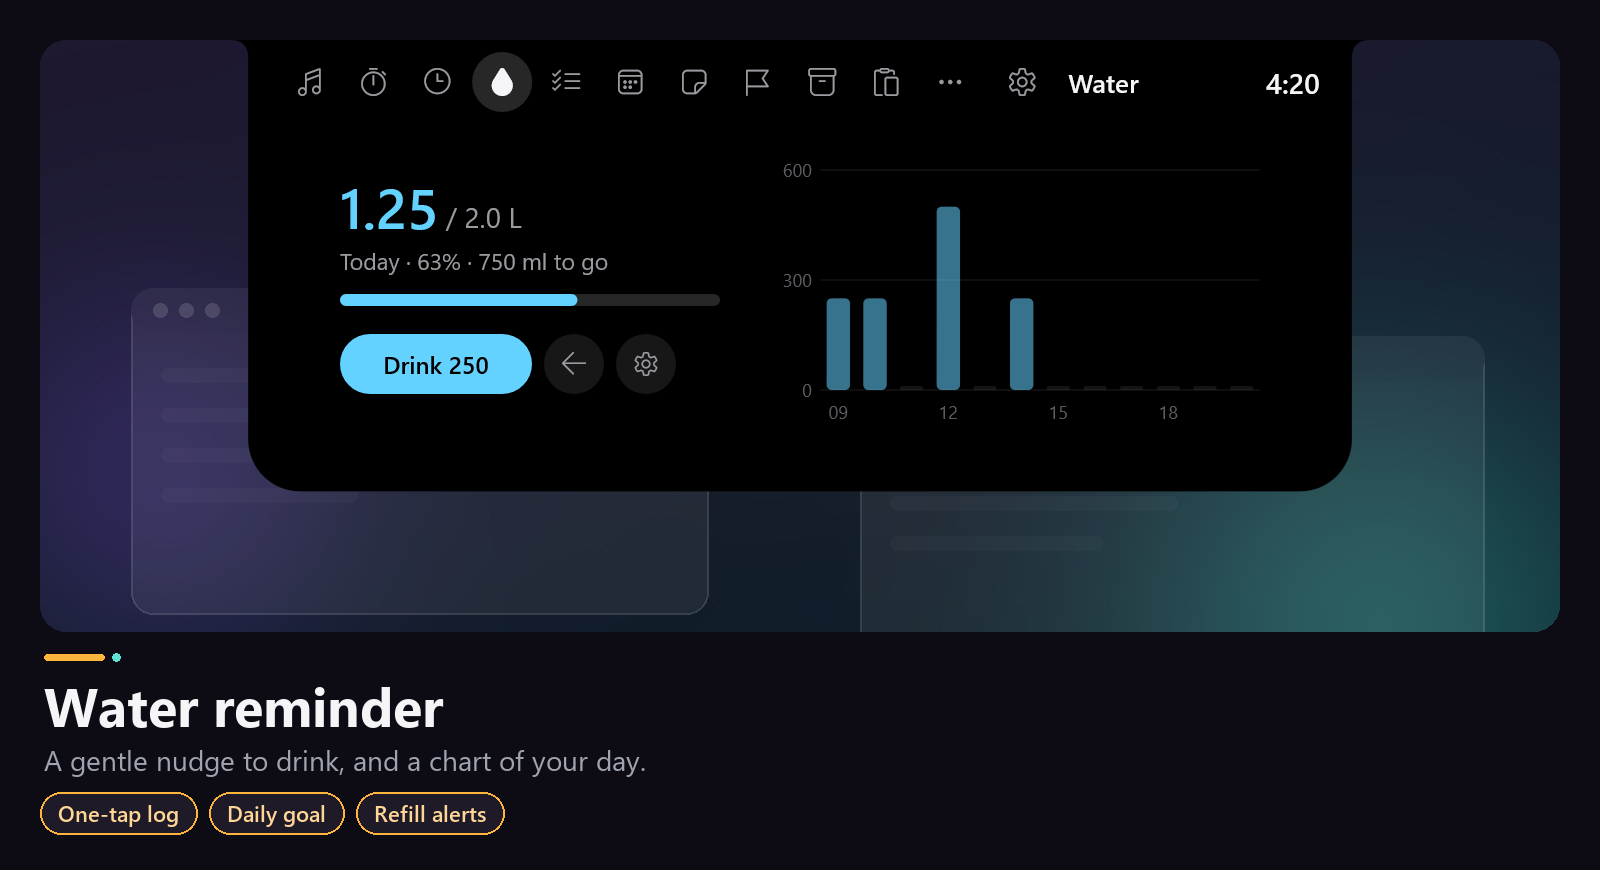 Water
4:20
1.25 / 2.0 L
Today · 63% · 750 ml to go
Drink 250
600
300
0
09 12 15 18
Water reminder
A gentle nudge to drink, and a chart of your day.
One-tap log
Daily goal
Refill alerts